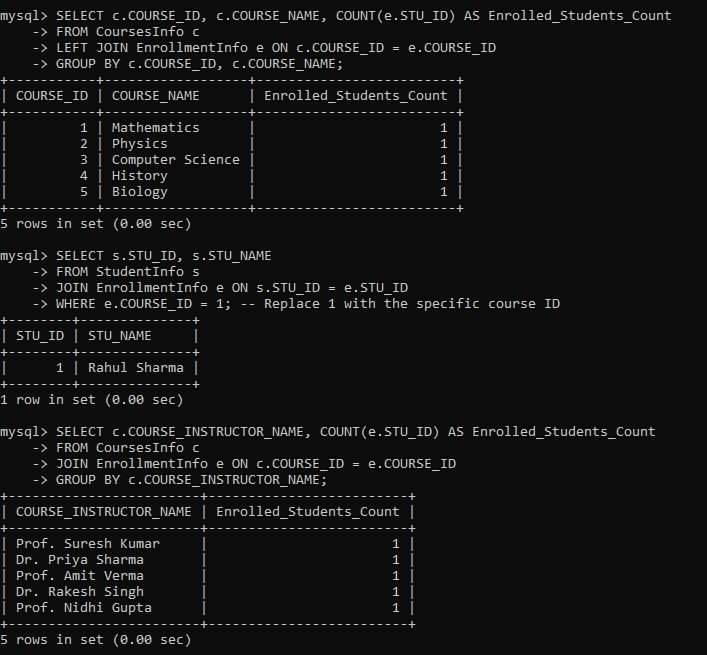 mysql> SELECT c.COURSE_ID, c.COURSE_NAME, COUNT(e.STU_ID) AS Enrolled_Students_Count
    -> FROM CoursesInfo c
    -> LEFT JOIN EnrollmentInfo e ON c.COURSE_ID = e.COURSE_ID
    -> GROUP BY c.COURSE_ID, c.COURSE_NAME;
+-----------+------------------+-------------------------+
| COURSE_ID | COURSE_NAME      | Enrolled_Students_Count |
+-----------+------------------+-------------------------+
|         1 | Mathematics      |                       1 |
|         2 | Physics          |                       1 |
|         3 | Computer Science |                       1 |
|         4 | History          |                       1 |
|         5 | Biology          |                       1 |
+-----------+------------------+-------------------------+
5 rows in set (0.00 sec)

mysql> SELECT s.STU_ID, s.STU_NAME
    -> FROM StudentInfo s
    -> JOIN EnrollmentInfo e ON s.STU_ID = e.STU_ID
    -> WHERE e.COURSE_ID = 1; -- Replace 1 with the specific course ID
+--------+--------------+
| STU_ID | STU_NAME     |
+--------+--------------+
|      1 | Rahul Sharma |
+--------+--------------+
1 row in set (0.00 sec)

mysql> SELECT c.COURSE_INSTRUCTOR_NAME, COUNT(e.STU_ID) AS Enrolled_Students_Count
    -> FROM CoursesInfo c
    -> JOIN EnrollmentInfo e ON c.COURSE_ID = e.COURSE_ID
    -> GROUP BY c.COURSE_INSTRUCTOR_NAME;
+------------------------+-------------------------+
| COURSE_INSTRUCTOR_NAME | Enrolled_Students_Count |
+------------------------+-------------------------+
| Prof. Suresh Kumar     |                       1 |
| Dr. Priya Sharma       |                       1 |
| Prof. Amit Verma       |                       1 |
| Dr. Rakesh Singh       |                       1 |
| Prof. Nidhi Gupta      |                       1 |
+------------------------+-------------------------+
5 rows in set (0.00 sec)